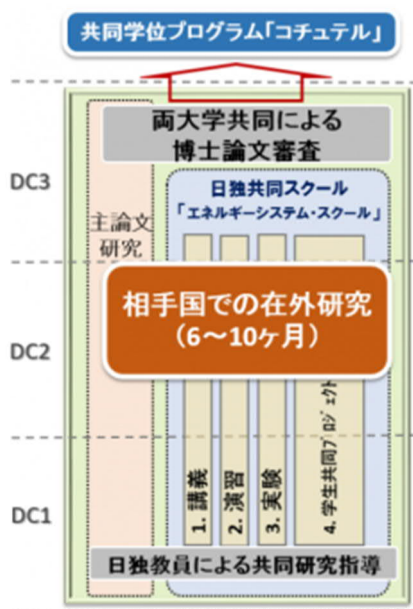 共同学位プログラム「コチュテル」
両大学共同による
博士論文審査
DC3
日独共同スクール
「エネルギーシステム・スクール」
主論文
研究
相手国での在外研究
（6～10ヶ月）
DC2
DC1
1. 講義
2. 演習
3. 実験
4. 学生共同プロジェクト
日独教員による共同研究指導